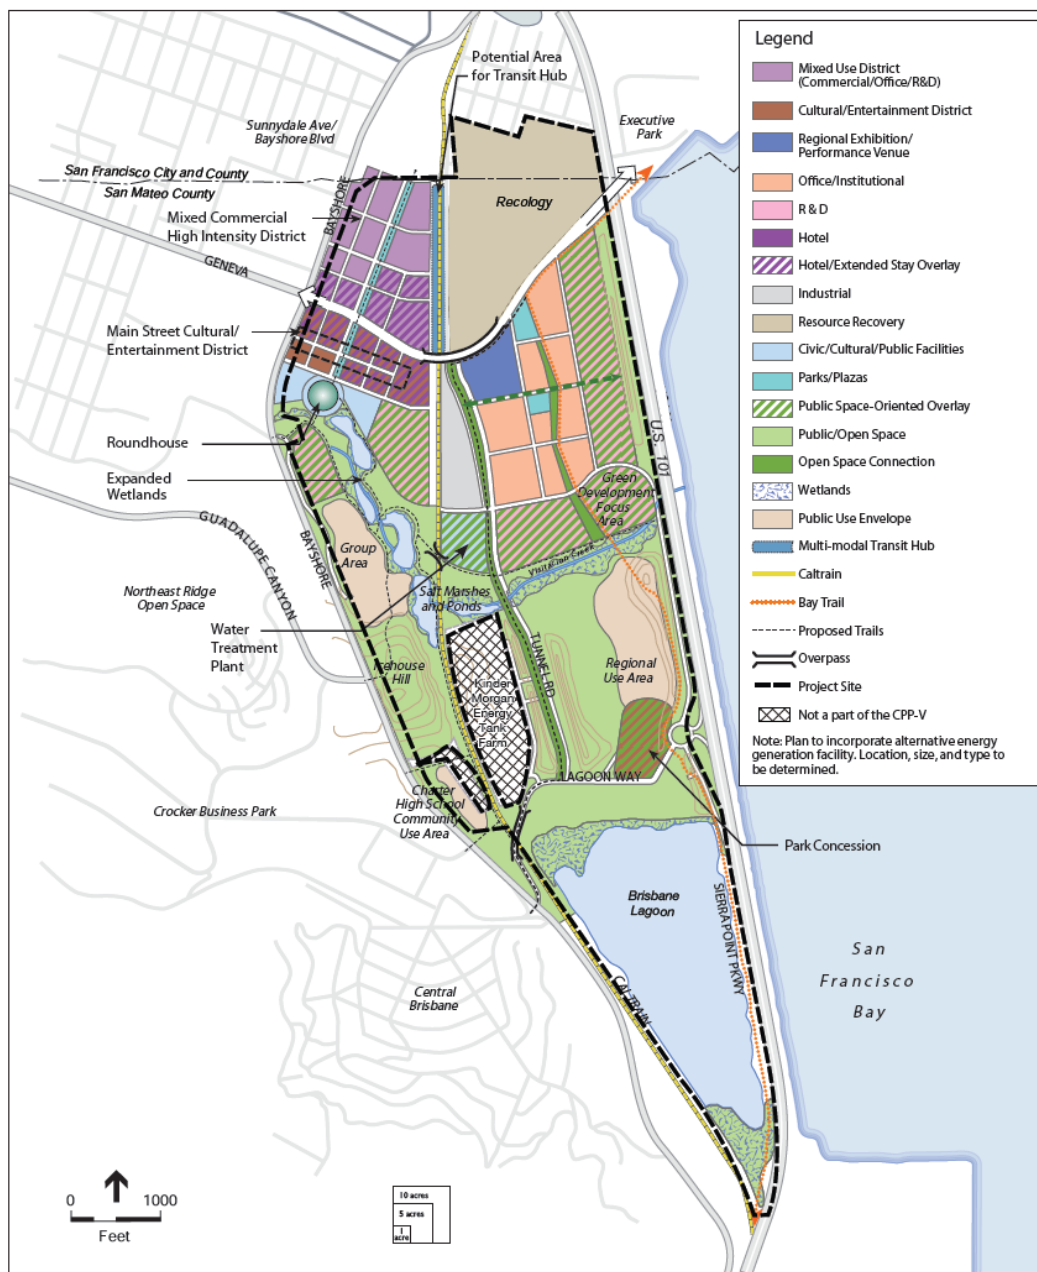 Potential Area
for Transit Hub
Sunnydale Ave/
Bayshore Blvd
Executive
Park
San Francisco City and County
San Mateo County
BAYSHORE
Recology
Mixed Commercial
High Intensity District
GENEVA
Main Street Cultural/
Entertainment District
Roundhouse
Expanded
Wetlands
U.S. 101
Green
Development
Focus
Area
GUADALUPE CANYON
BAYSHORE
Group
Area
Visitacion Creek
Northeast Ridge
Open Space
Salt Marshes
and Ponds
Water
Treatment
Plant
Icehouse
Hill
TUNNEL RD
Regional
Use Area
Kinder
Morgan
Energy
Tank
Farm
LAGOON WAY
Charter
High School
Community
Use Area
Crocker Business Park
Park Concession
Brisbane
Lagoon
SIERRA POINT PKWY
CALTRAIN
Central
Brisbane
San
Francisco
Bay
0 1000
Feet
10 acres
5 acres
1
acre
Legend
Mixed Use District
(Commercial/Office/R&D)
Cultural/Entertainment District
Regional Exhibition/
Performance Venue
Office/Institutional
R & D
Hotel
Hotel/Extended Stay Overlay
Industrial
Resource Recovery
Civic/Cultural/Public Facilities
Parks/Plazas
Public Space-Oriented Overlay
Public/Open Space
Open Space Connection
Wetlands
Public Use Envelope
Multi-modal Transit Hub
Caltrain
Bay Trail
Proposed Trails
Overpass
Project Site
Not a part of the CPP-V
Note: Plan to incorporate alternative energy
generation facility. Location, size, and type to
be determined.